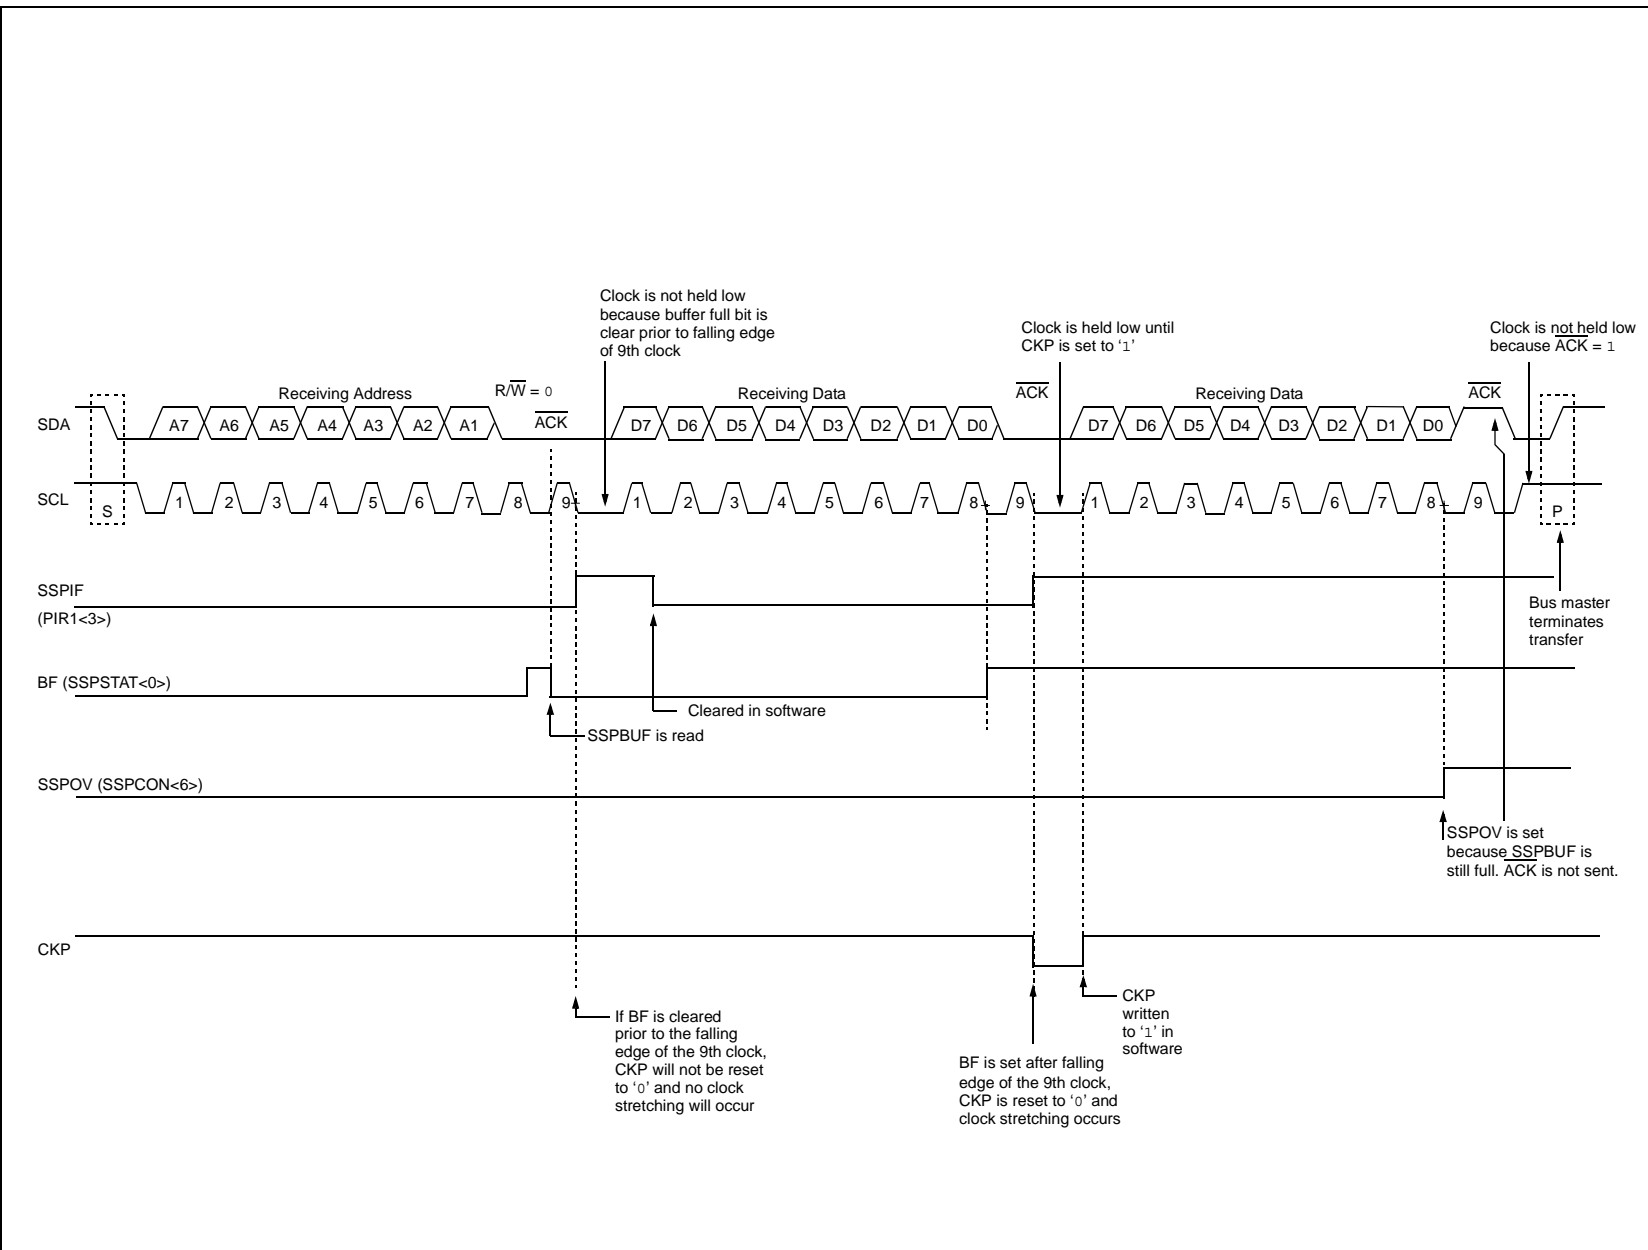 Clock is not held low
because buffer full bit is
clear prior to falling edge
of 9th clock
Clock is held low until
CKP is set to ‘1’
Clock is not held low
because ACK = 1
Receiving Address
R/W = 0
ACK
Receiving Data
ACK
Receiving Data
ACK
SDA
A7 A6 A5 A4 A3 A2 A1
D7 D6 D5 D4 D3 D2 D1 D0
D7 D6 D5 D4 D3 D2 D1 D0
SCL
S
1 2 3 4 5 6 7 8 9
1 2 3 4 5 6 7 8 9
1 2 3 4 5 6 7 8 9
P
SSPIF
(PIR1<3>)
Bus master
terminates
transfer
BF (SSPSTAT<0>)
Cleared in software
SSPBUF is read
SSPOV (SSPCON<6>)
SSPOV is set
because SSPBUF is
still full. ACK is not sent.
CKP
If BF is cleared
prior to the falling
edge of the 9th clock,
CKP will not be reset
to ‘0’ and no clock
stretching will occur
CKP
written
to ‘1’ in
software
BF is set after falling
edge of the 9th clock,
CKP is reset to ‘0’ and
clock stretching occurs